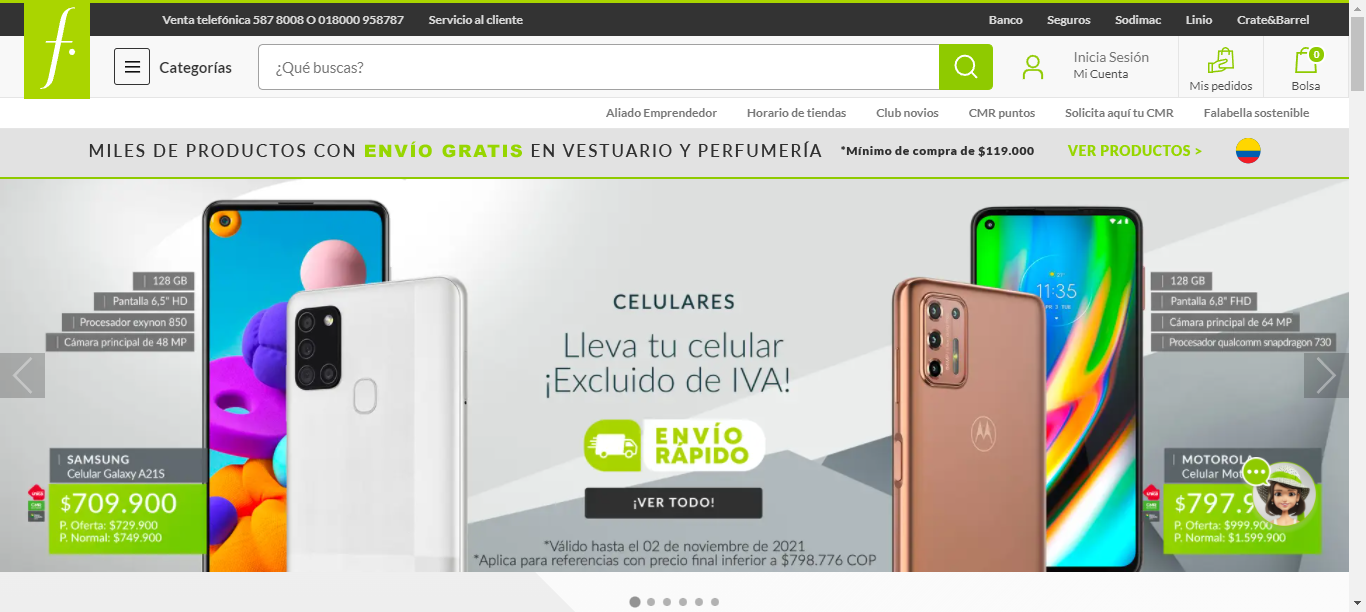 Venta telefónica 587 8008 O 018000 958787
Servicio al cliente
Banco
Seguros
Sodimac
Linio
Crate&Barrel
f.
Categorías
¿Qué buscas?
Inicia Sesión
Mi Cuenta
Mis pedidos
0
Bolsa
Aliado Emprendedor
Horario de tiendas
Club novios
CMR puntos
Solicita aquí tu CMR
Falabella sostenible
MILES DE PRODUCTOS CON ENVÍO GRATIS EN VESTUARIO Y PERFUMERÍA *Mínimo de compra de $119.000 VER PRODUCTOS >
128 GB
Pantalla 6,5" HD
Procesador exynon 850
Cámara principal de 48 MP
SAMSUNG
Celular Galaxy A21S
$709.900
P. Oferta: $729.900
P. Normal: $749.900
CELULARES
Lleva tu celular
¡Excluido de IVA!
ENVÍO
RÁPIDO
¡VER TODO!
*Válido hasta el 02 de noviembre de 2021
*Aplica para referencias con precio final inferior a $798.776 COP
11:35
128 GB
Pantalla 6,8" FHD
Cámara principal de 64 MP
Procesador qualcomm snapdragon 730
MOTOROLA
Celular
$797.9
P. Oferta: $999.900
P. Normal: $1.599.900